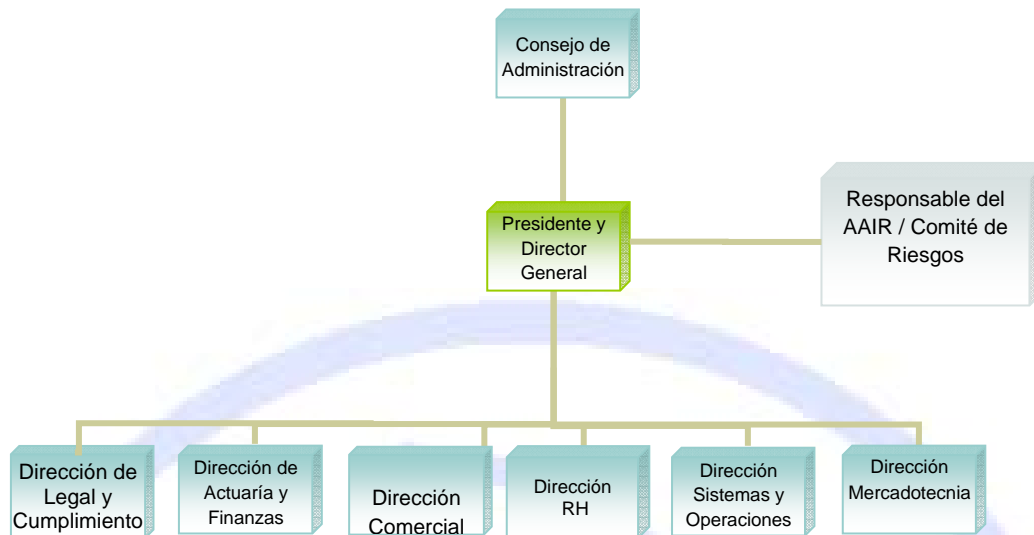 Consejo de
Administración
Presidente y
Director
General
Responsable del
AAIR / Comité de
Riesgos
Dirección de
Legal y
Cumplimiento
Dirección de
Actuaría y
Finanzas
Dirección
Comercial
Dirección
RH
Dirección
Sistemas y
Operaciones
Dirección
Mercadotecnia